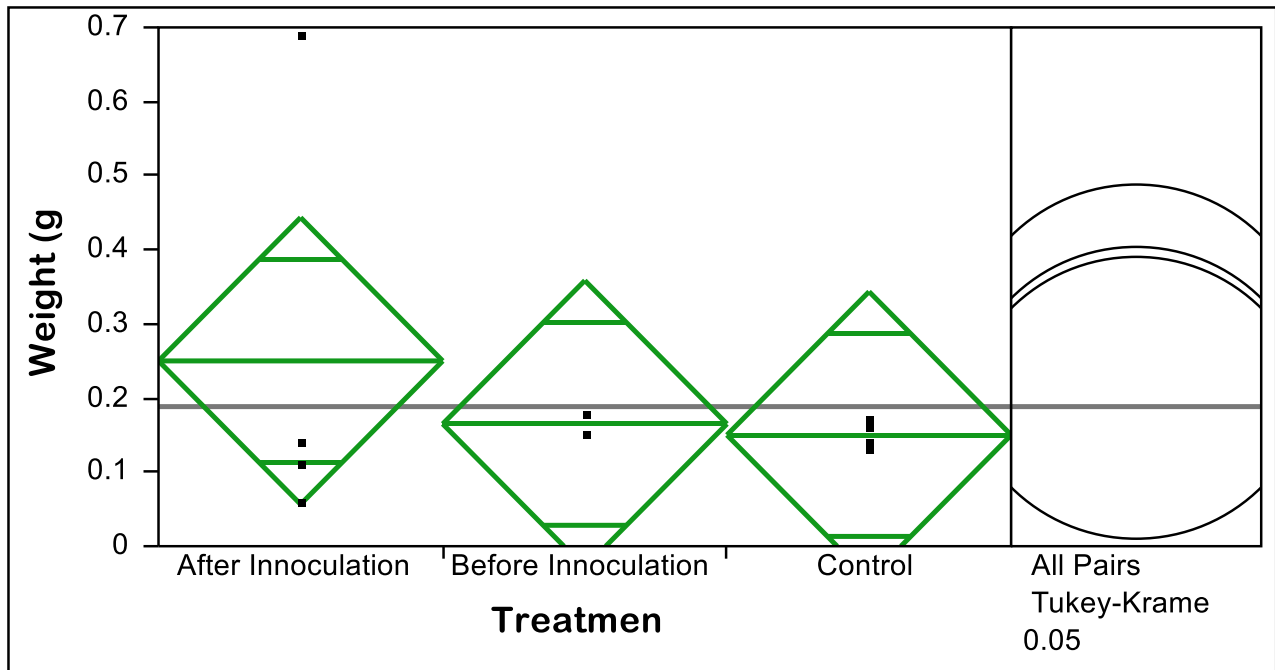 0.7
0.6
0.5
0.4
0.3
0.2
0.1
0
Weight (g
After Innoculation
Before Innoculation
Control
Treatmen
All Pairs
Tukey-Krame
0.05